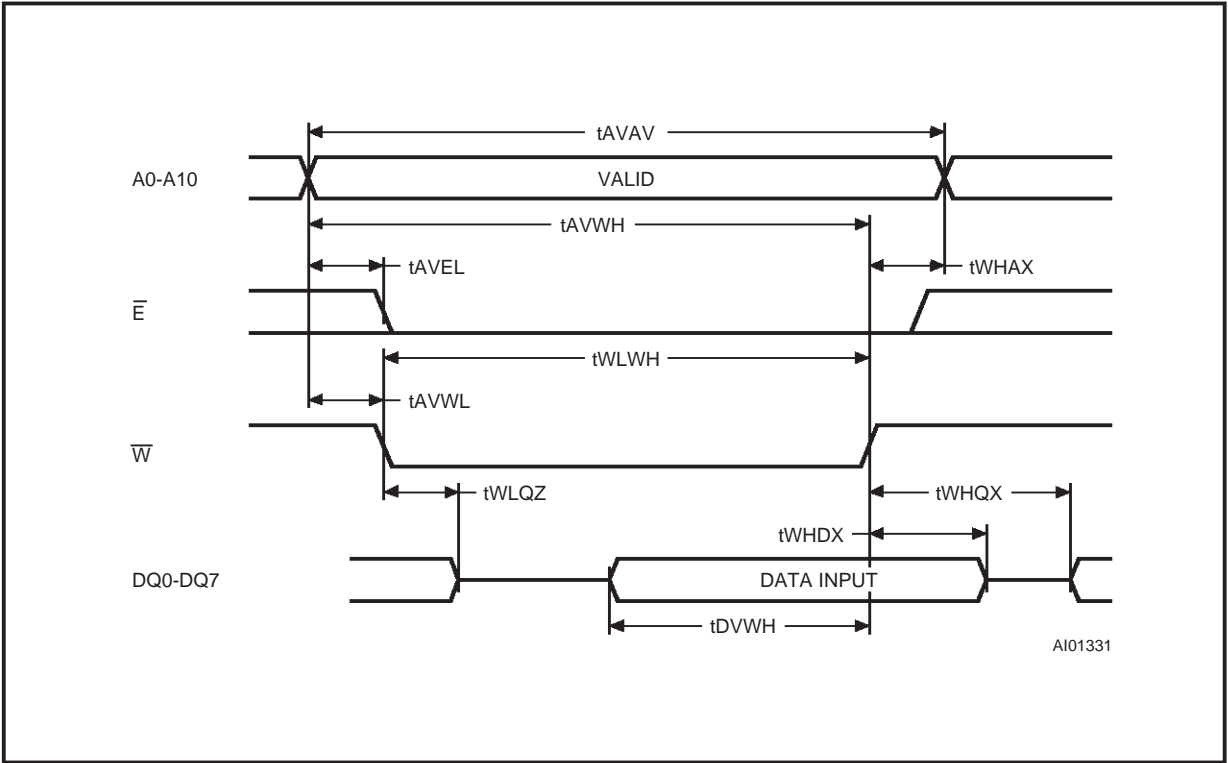 tAVAV
A0-A10
VALID
tAVWH
tAVEL
tWHAX
E̅
tWLWH
tAVWL
W̅
tWLQZ
tWHQX
tWHDX
DQ0-DQ7
DATA INPUT
tDVWH
AI01331